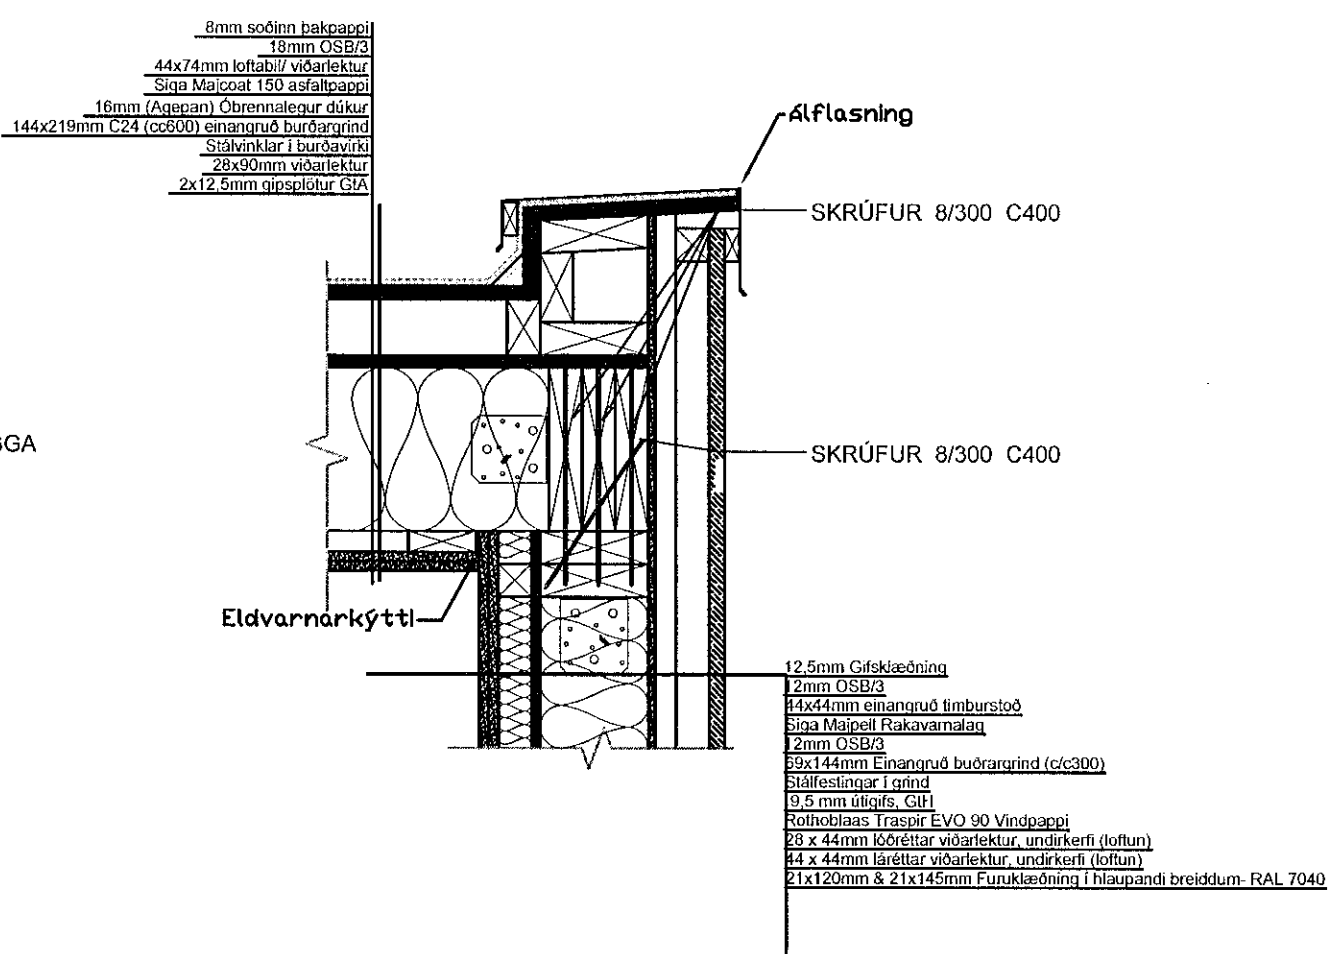 8mm soðinn þakpappi
18mm OSB/3
44x74mm loftabil/ viðarlektur
Siga Majcoat 150 asfaltpappi
16mm (Agepan) Óbrennalegur dúkur
144x219mm C24 (cc600) einangruð burðargrind
Stálvinklar í burðavirki
28x90mm viðarlektur
2x12,5mm gipsplötur GtA
Álflasning
SKRÚFUR 8/300 C400
SKRÚFUR 8/300 C400
GGA
Eldvarnarkýtti
12,5mm Gifsklæðning
12mm OSB/3
44x44mm einangruð timburstoð
Siga Majpell Rakavarnalag
12mm OSB/3
69x144mm Einangruð buðrargrind (c/c300)
Stálfestingar í grind
9,5 mm útigifs, GtH
Rothoblaas Traspir EVO 90 Vindpappi
28 x 44mm lóðréttar viðarlektur, undirkerfi (loftun)
44 x 44mm láréttar viðarlektur, undirkerfi (loftun)
21x120mm & 21x145mm Furuklæðning í hlaupandi breiddum- RAL 7040